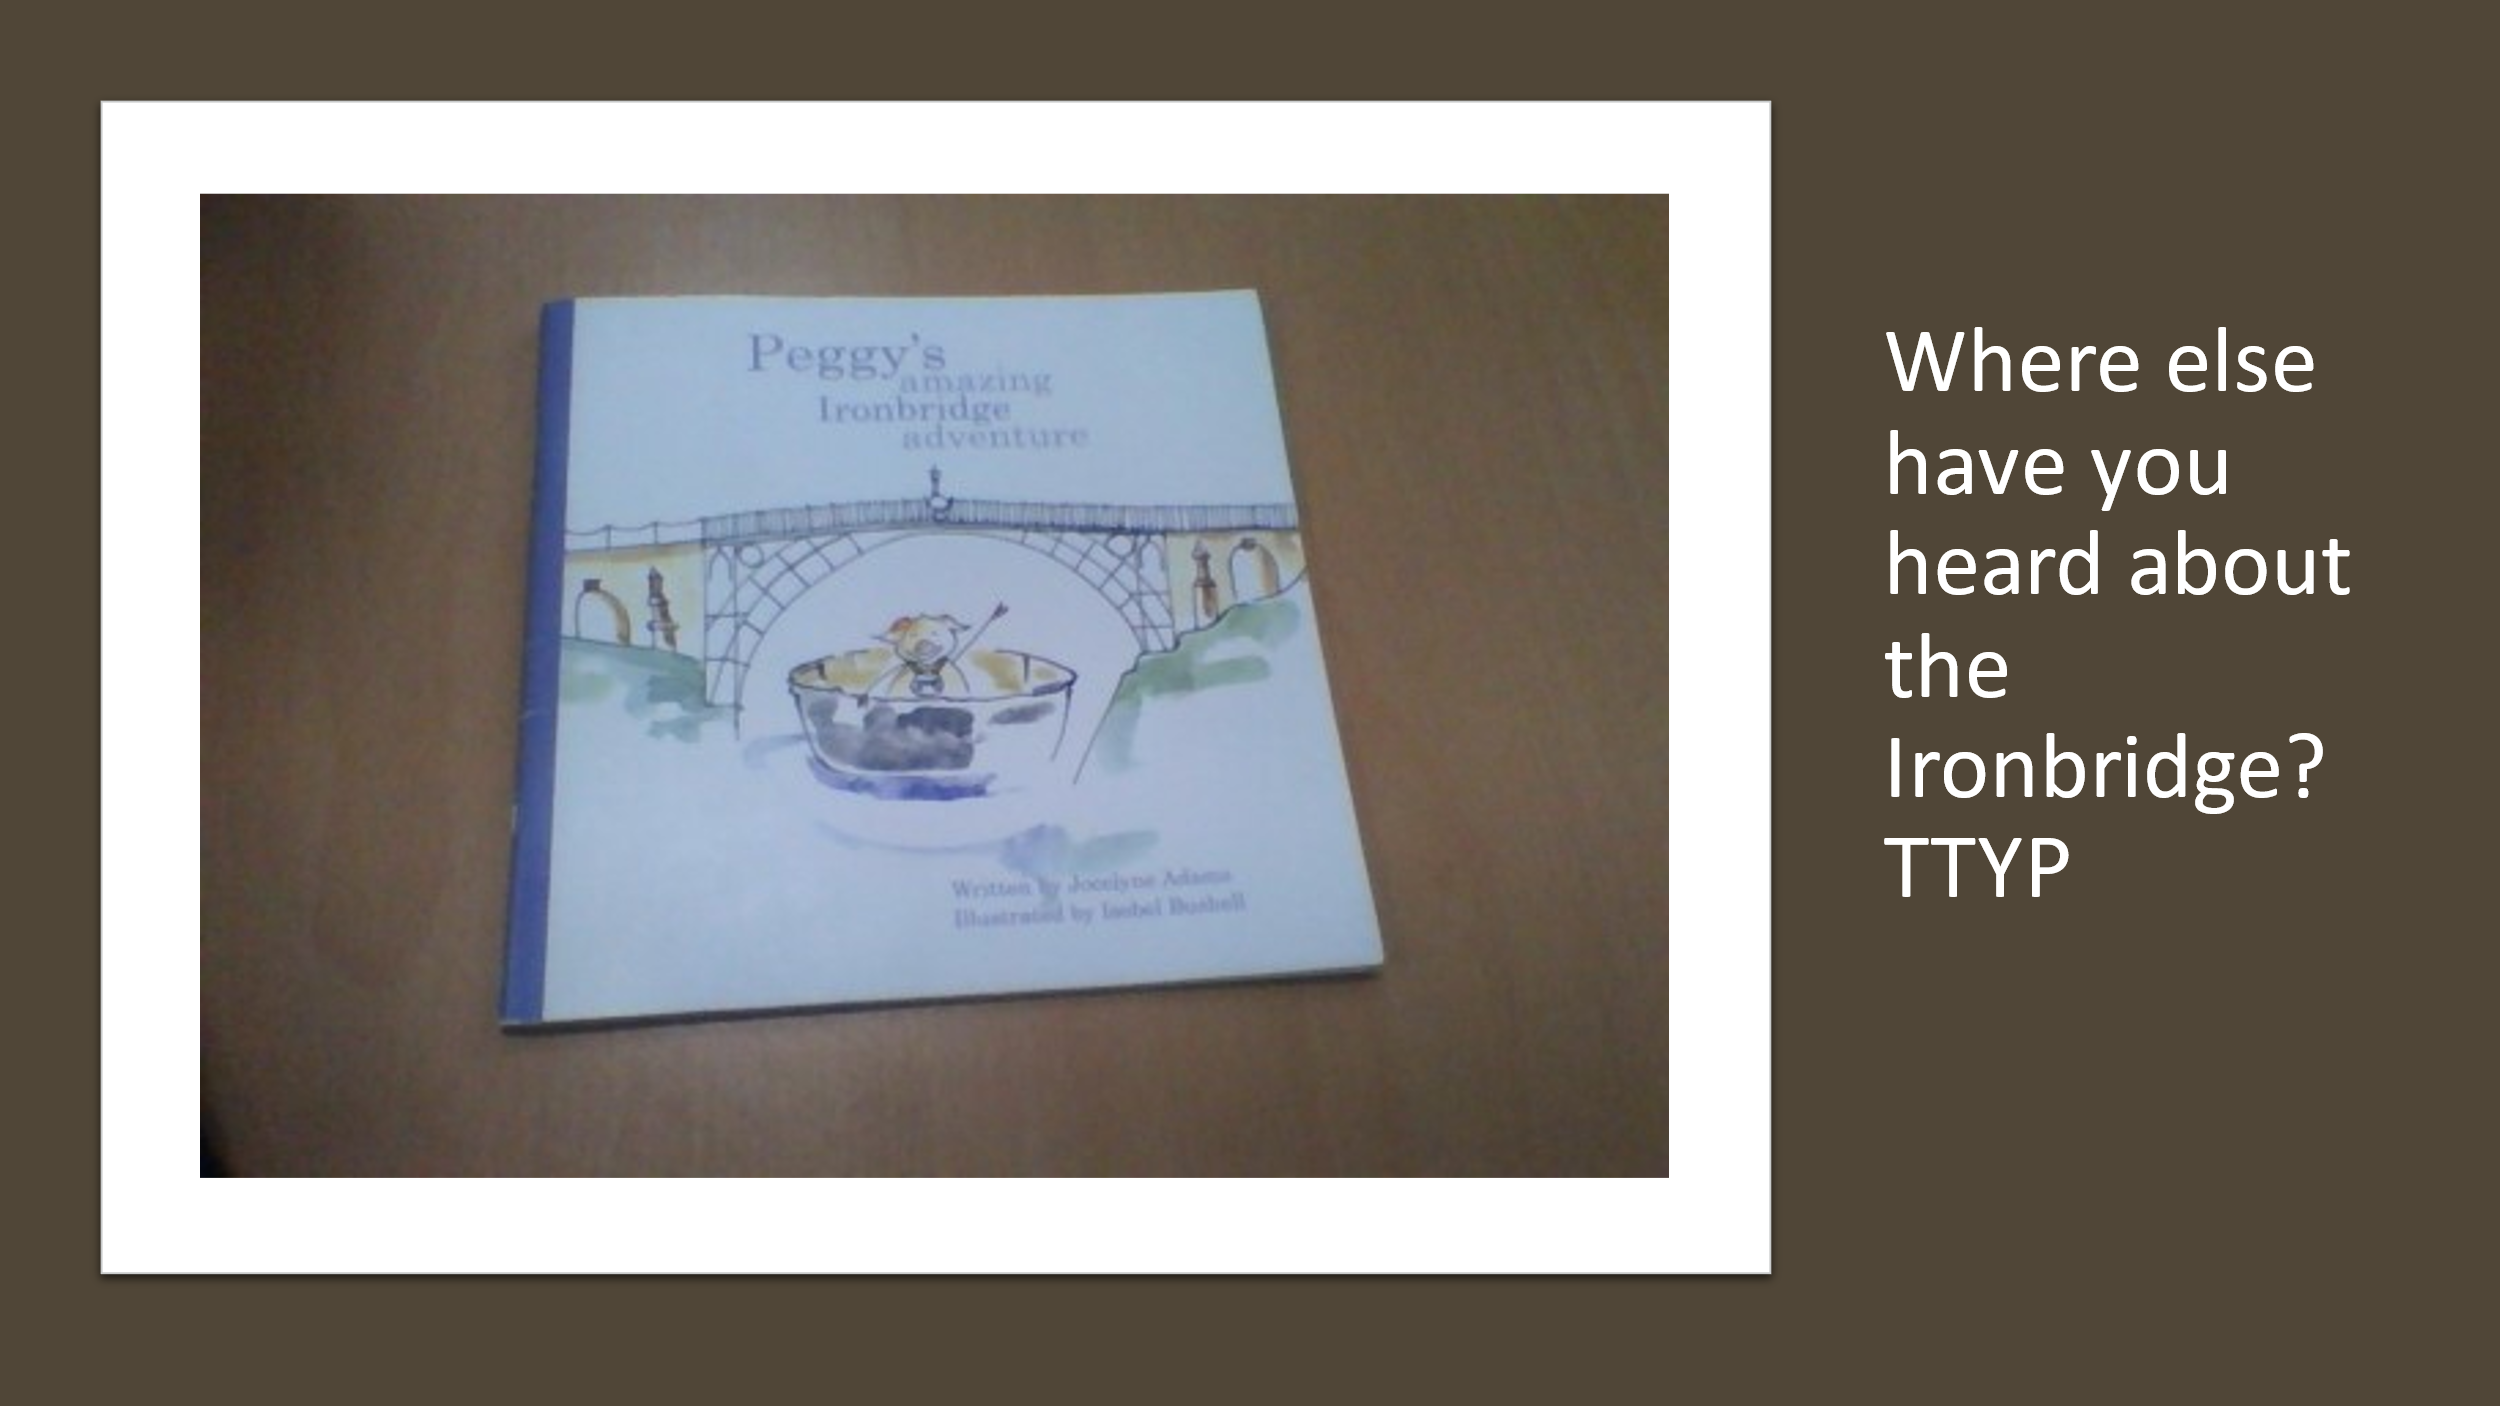 Peggy's
amazing
Ironbridge
adventure
Written by Jocelyne Adams
Illustrated by Isobel Bushell
Where else
have you
heard about
the
Ironbridge?
TTYP